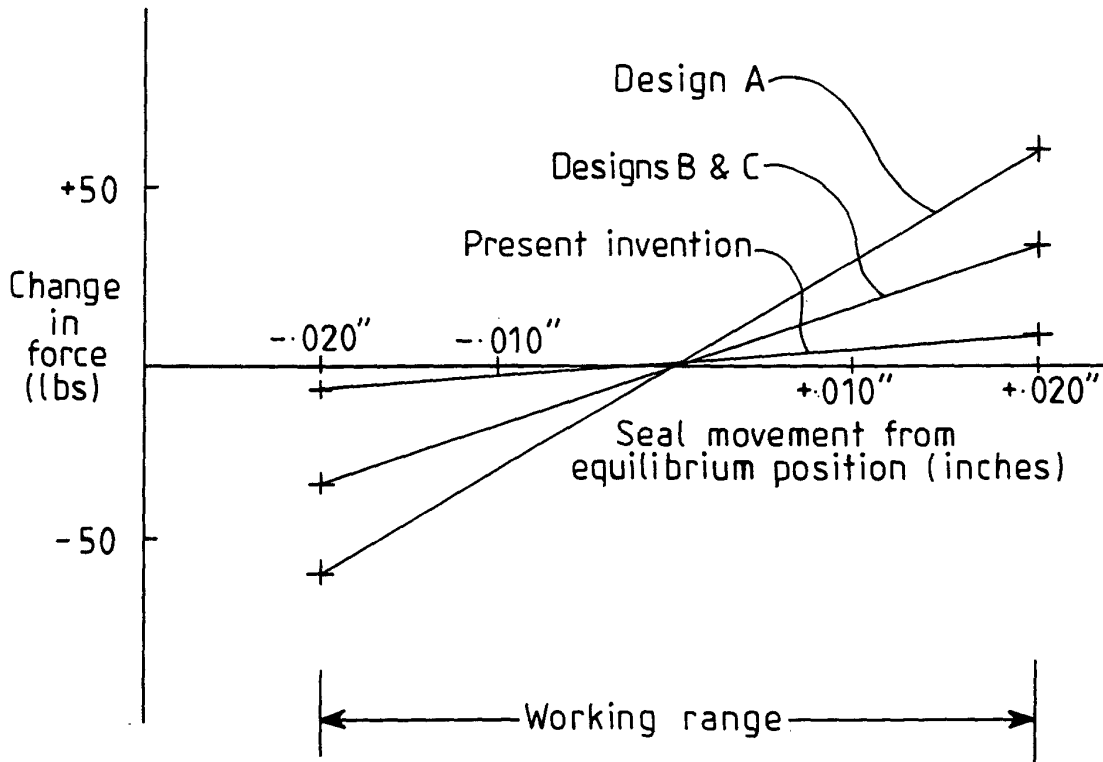 Design A
+50
Designs B & C
Present invention
Change
in
force
(lbs)
-·020"
-·010"
+·010"
+·020"
Seal movement from
equilibrium position (inches)
-50
Working range